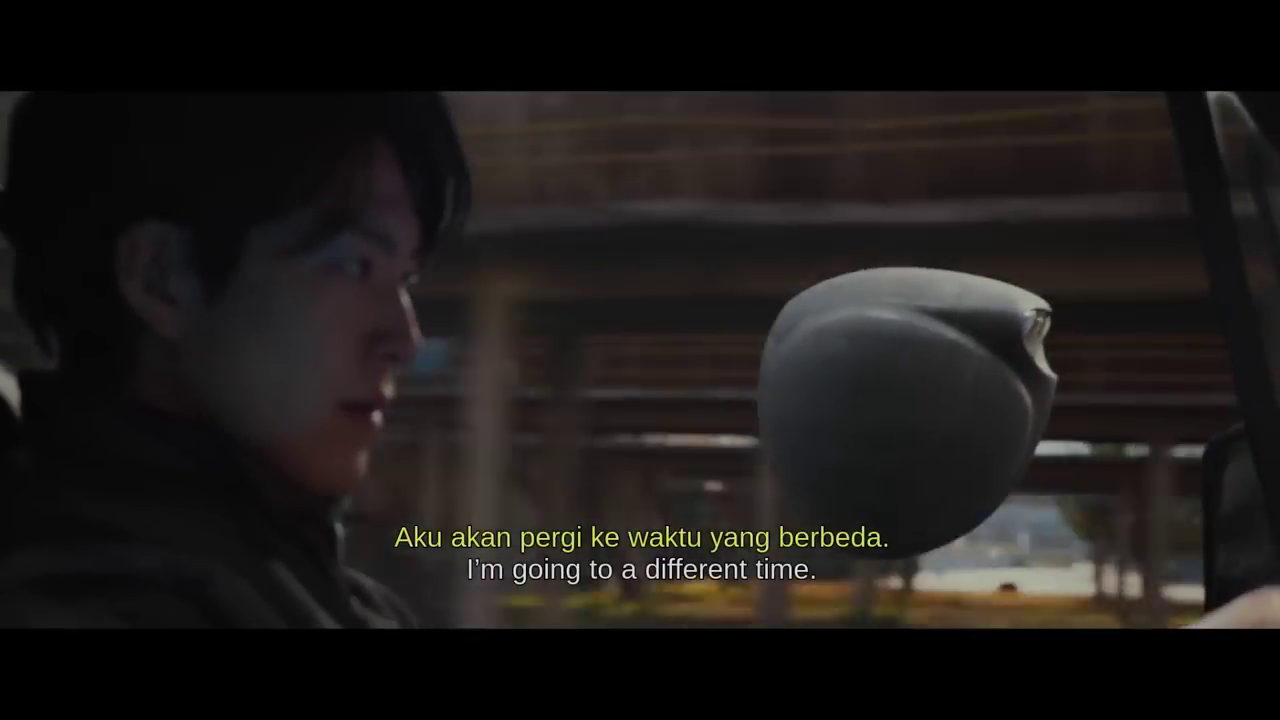 Aku akan pergi ke waktu yang berbeda.
I'm going to a different time.